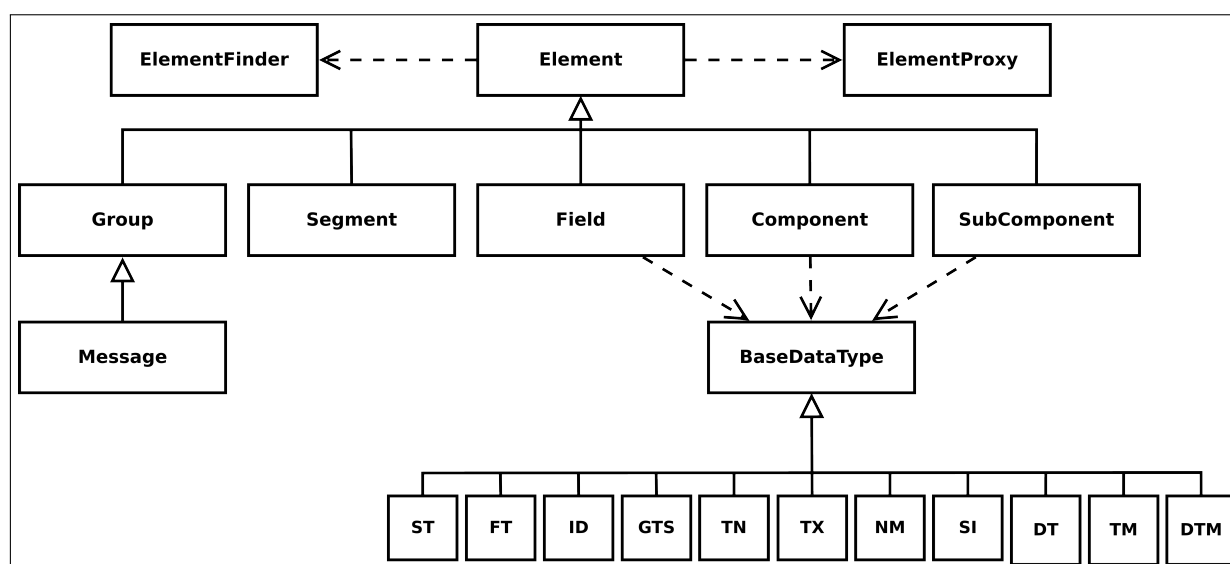 ElementFinder Element ElementProxy
Group Segment Field Component SubComponent
Message BaseDataType
ST FT ID GTS TN TX NM SI DT TM DTM